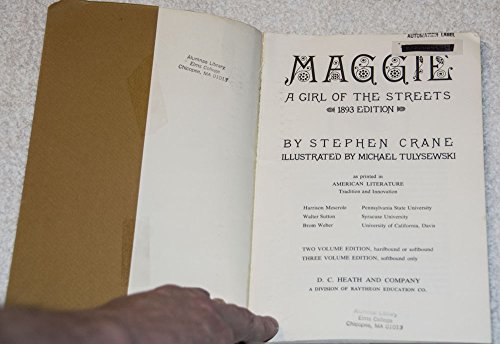 Alumnae Library
Elms College
Chicopee, MA 01013
AUTOMATION LABEL
MAGGIE
A GIRL OF THE STREETS
1893 EDITION
BY STEPHEN CRANE
ILLUSTRATED BY MICHAEL TULYSEWSKI
as printed in
AMERICAN LITERATURE
Tradition and Innovation
Harrison Meserole Pennsylvania State University
Walter Sutton Syracuse University
Brom Weber University of California, Davis
TWO VOLUME EDITION, hardbound or softbound
THREE VOLUME EDITION, softbound only
D. C. HEATH AND COMPANY
A DIVISION OF RAYTHEON EDUCATION CO.
Alumnae Library
Elms College
Chicopee, MA 01013